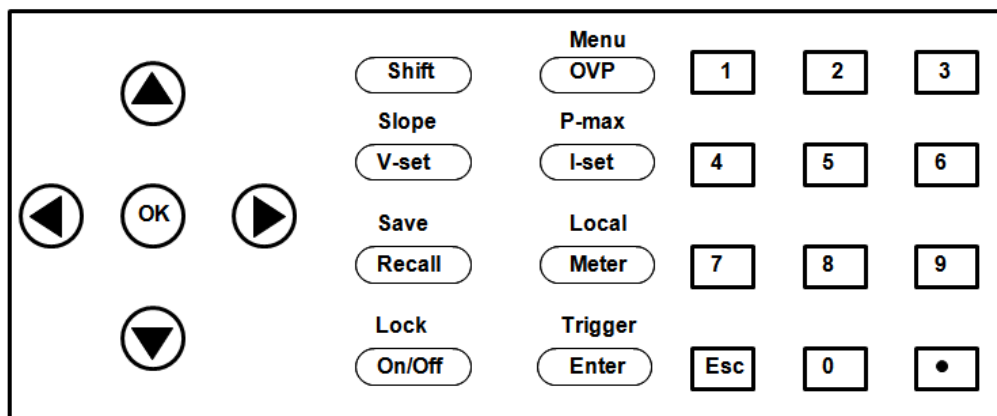 Menu
Shift OVP 1 2 3
Slope P-max
V-set I-set 4 5 6
OK
Save Local
Recall Meter 7 8 9
Lock Trigger
On/Off Enter Esc 0 •